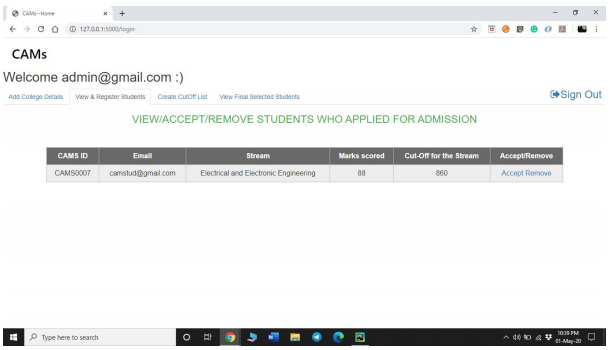 CAMs--Home
127.0.0.1:5000/login
CAMs
Welcome admin@gmail.com :)
Add College Details View & Register Students Create CutOff List View Final Selected Students Sign Out
VIEW/ACCEPT/REMOVE STUDENTS WHO APPLIED FOR ADMISSION
CAMS ID Email Stream Marks scored Cut-Off for the Stream Accept/Remove
CAMS0007 camstud@gmail.com Electrical and Electronic Engineering 88 860 Accept Remove
Type here to search
10:39 PM
01-May-20